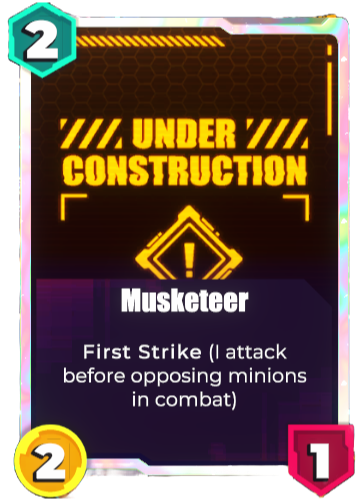 2
UNDER
CONSTRUCTION
!
Musketeer
First Strike (I attack
before opposing minions
in combat)
2
1